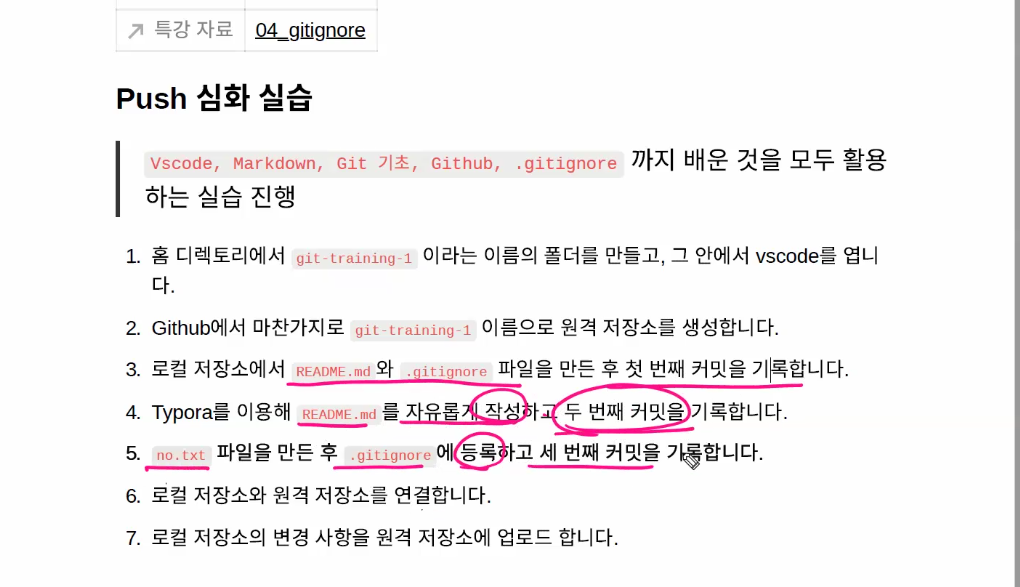 특강 자료 04_gitignore
Push 심화 실습
Vscode, Markdown, Git 기초, Github, .gitignore 까지 배운 것을 모두 활용
하는 실습 진행
1. 홈 디렉토리에서 git-training-1 이라는 이름의 폴더를 만들고, 그 안에서 vscode를 엽니
다.
2. Github에서 마찬가지로 git-training-1 이름으로 원격 저장소를 생성합니다.
3. 로컬 저장소에서 README.md 와 .gitignore 파일을 만든 후 첫 번째 커밋을 기록합니다.
4. Typora를 이용해 README.md 를 자유롭게 작성하고 두 번째 커밋을 기록합니다.
5. no.txt 파일을 만든 후 .gitignore 에 등록하고 세 번째 커밋을 기록합니다.
6. 로컬 저장소와 원격 저장소를 연결합니다.
7. 로컬 저장소의 변경 사항을 원격 저장소에 업로드 합니다.